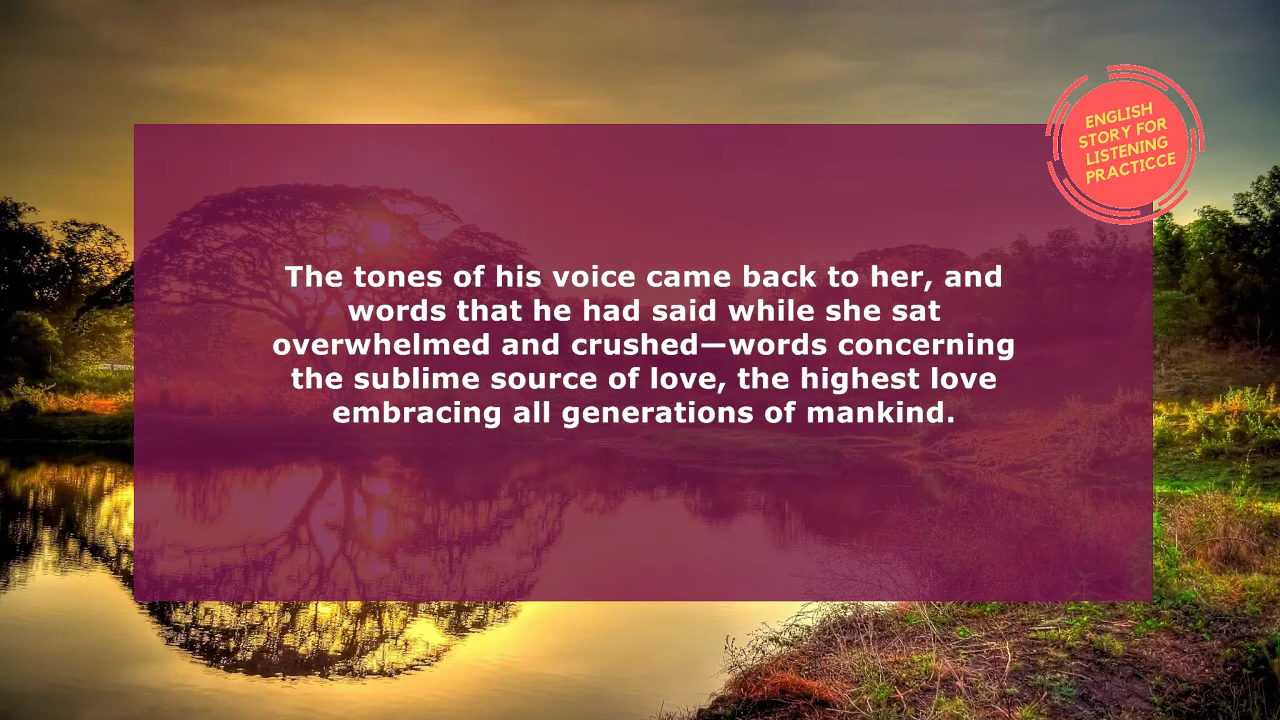 ENGLISH
STORY FOR
LISTENING
PRACTICCE
The tones of his voice came back to her, and
words that he had said while she sat
overwhelmed and crushed—words concerning
the sublime source of love, the highest love
embracing all generations of mankind.